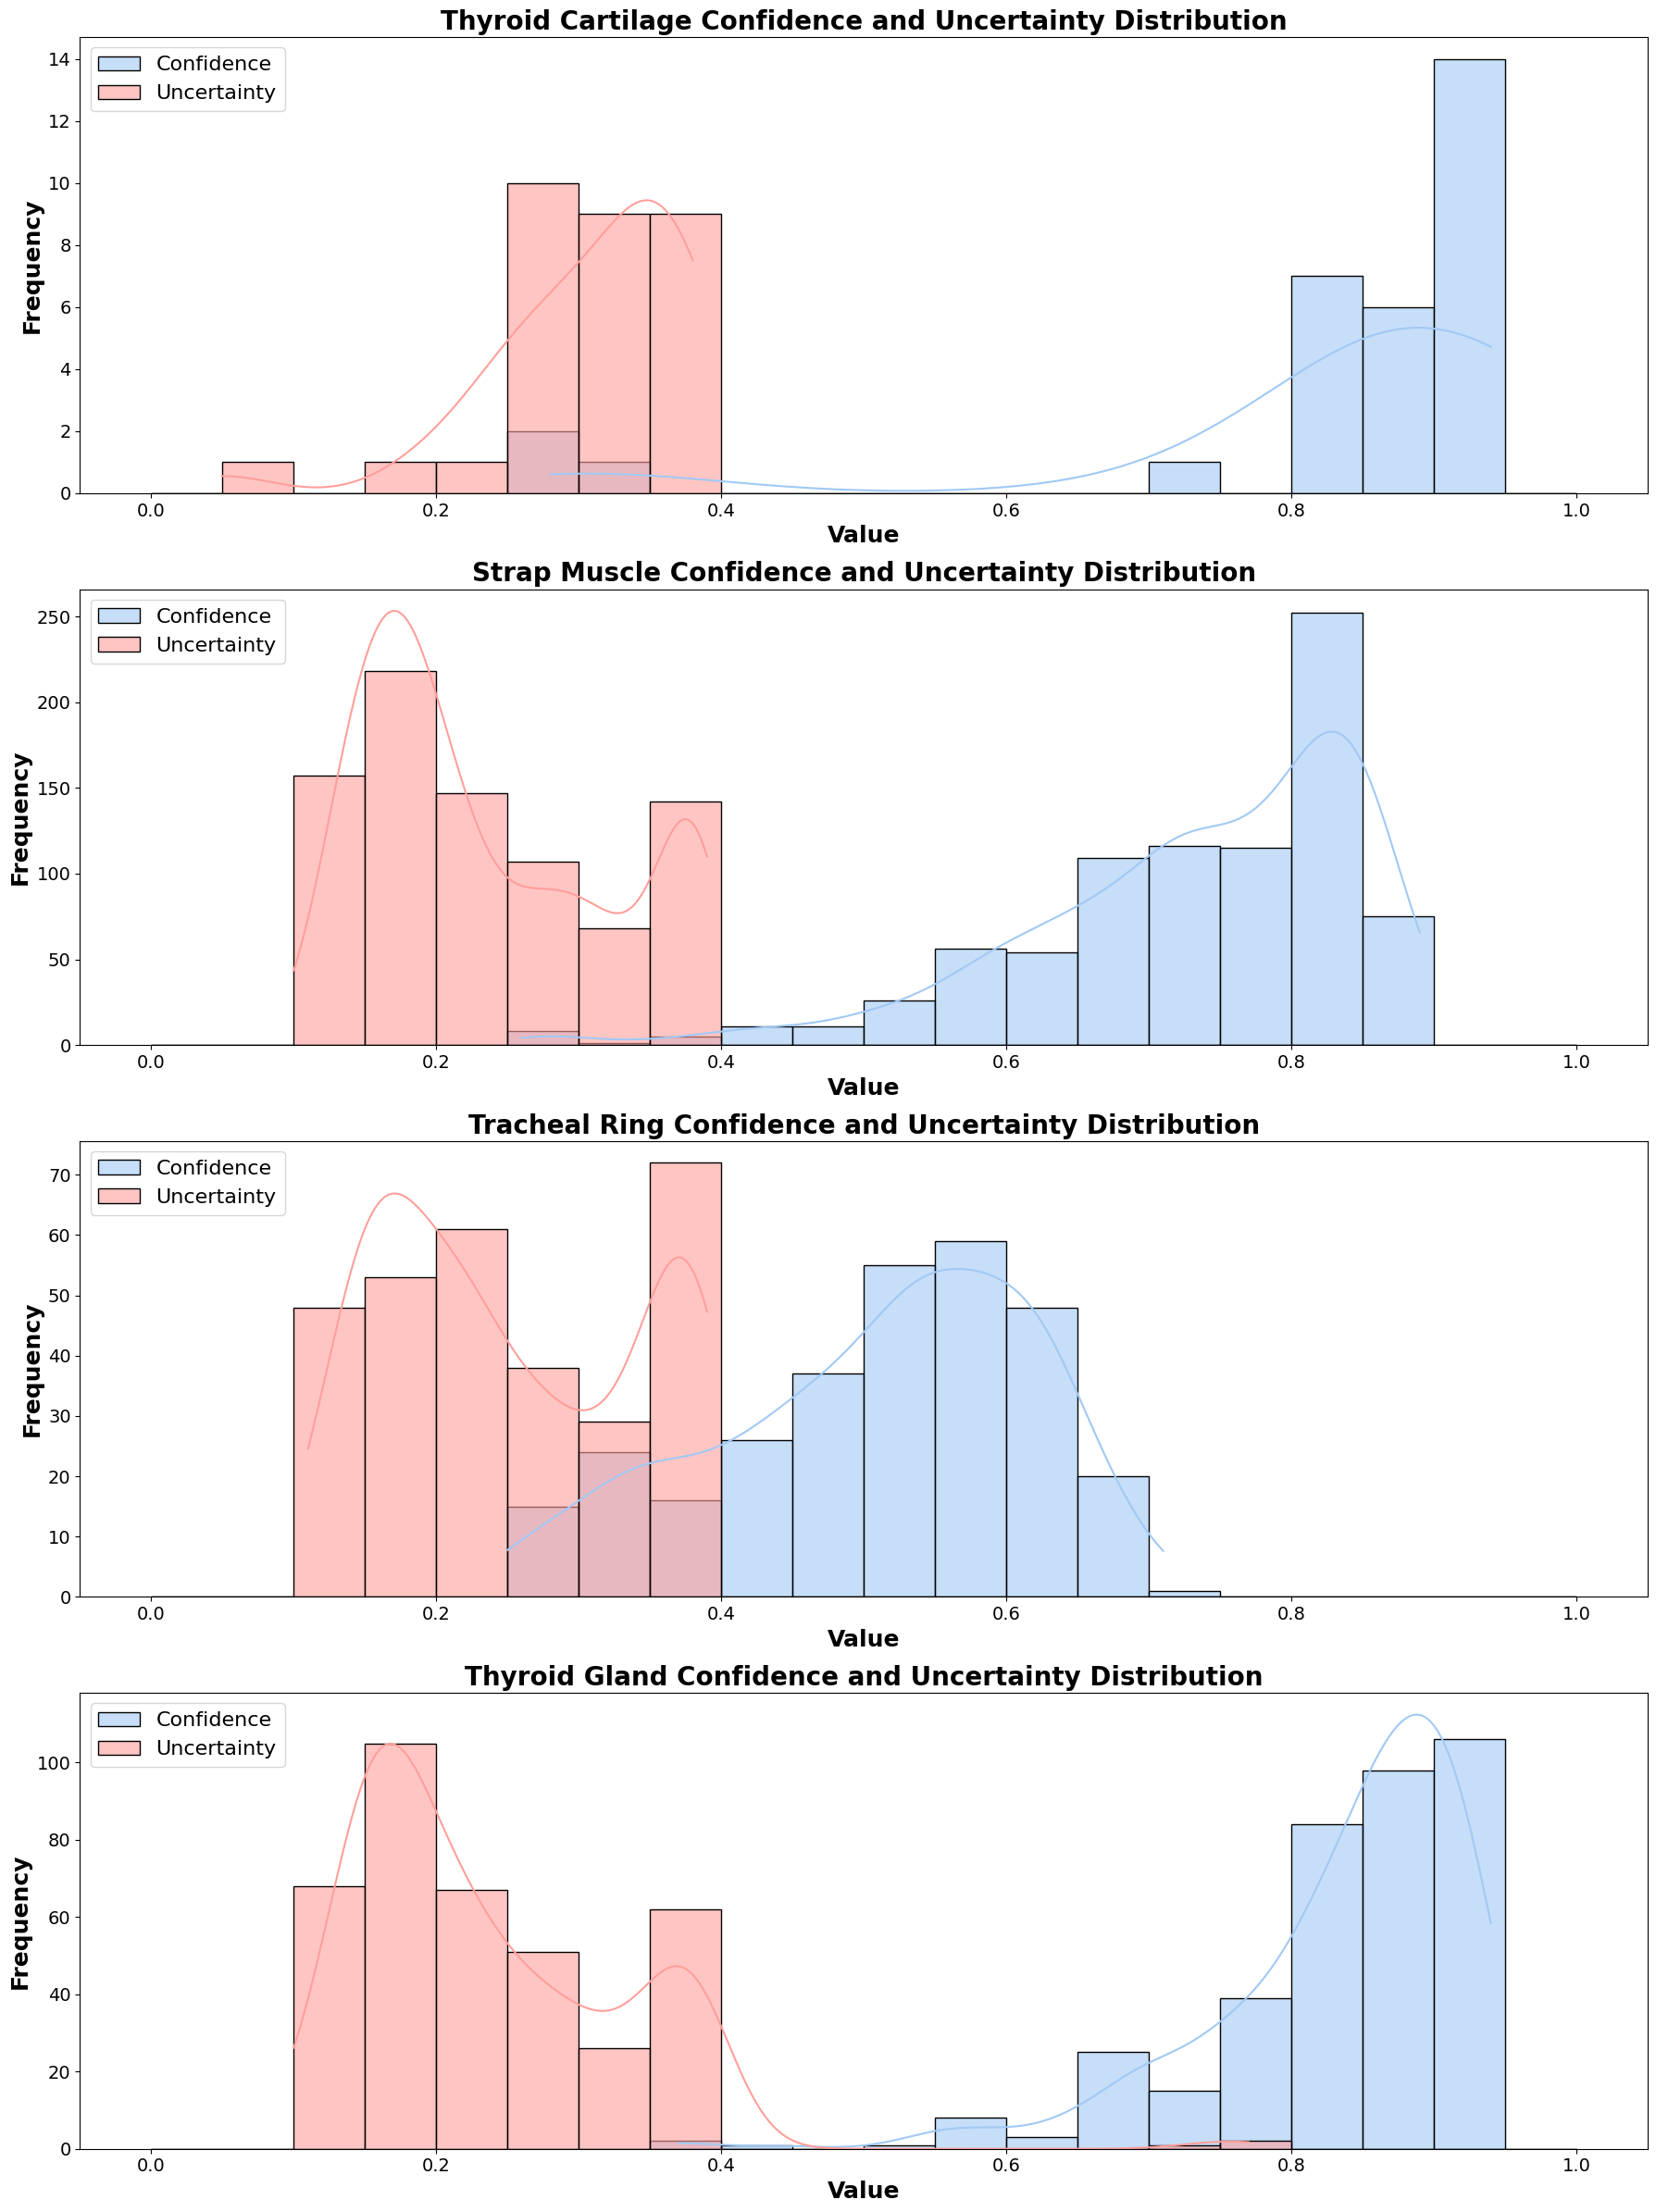 Thyroid Cartilage Confidence and Uncertainty Distribution
Confidence
Uncertainty
14
12
10
8
6
4
2
0
Frequency
0.0 0.2 0.4 0.6 0.8 1.0
Value
Strap Muscle Confidence and Uncertainty Distribution
Confidence
Uncertainty
250
200
150
100
50
0
Frequency
0.0 0.2 0.4 0.6 0.8 1.0
Value
Tracheal Ring Confidence and Uncertainty Distribution
Confidence
Uncertainty
70
60
50
40
30
20
10
0
Frequency
0.0 0.2 0.4 0.6 0.8 1.0
Value
Thyroid Gland Confidence and Uncertainty Distribution
Confidence
Uncertainty
100
80
60
40
20
0
Frequency
0.0 0.2 0.4 0.6 0.8 1.0
Value